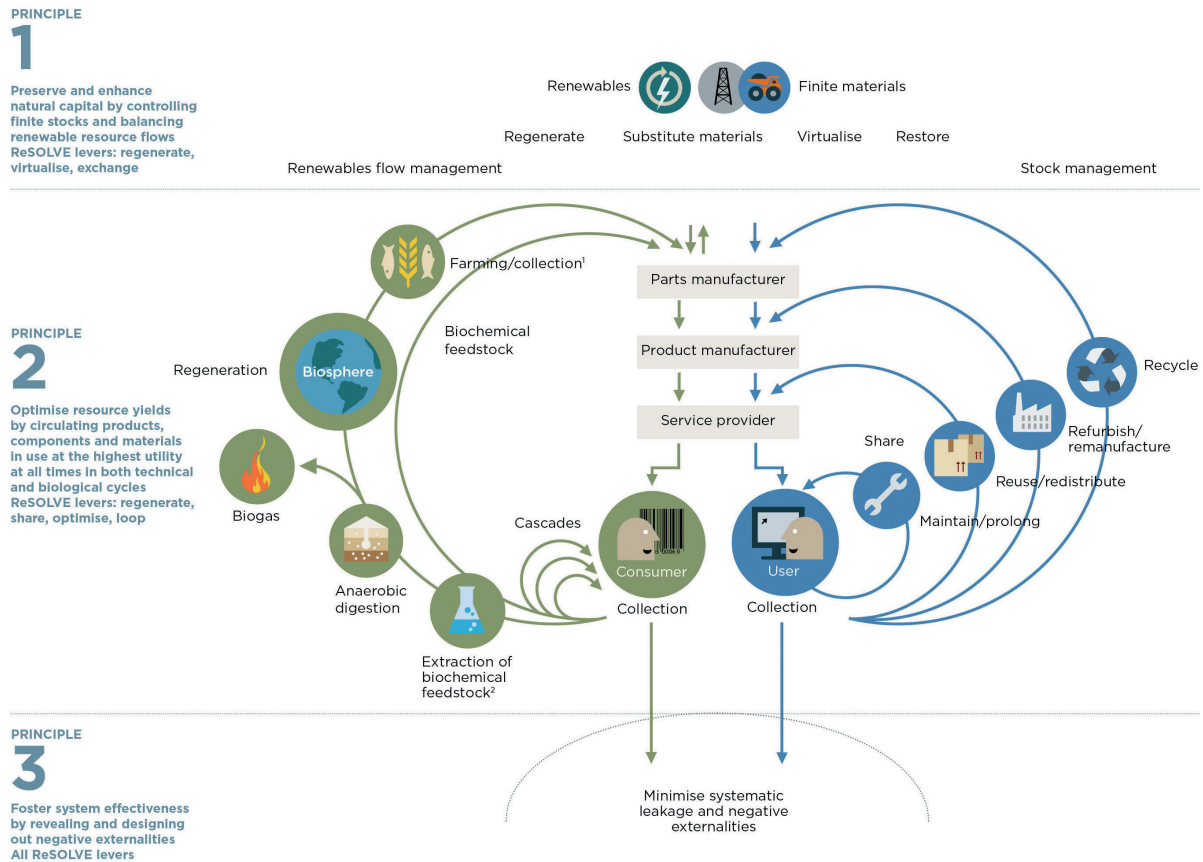 PRINCIPLE
1
Preserve and enhance
natural capital by controlling
finite stocks and balancing
renewable resource flows
ReSOLVE levers: regenerate,
virtualise, exchange
Renewables
Finite materials
Regenerate
Substitute materials
Virtualise
Restore
Renewables flow management
Stock management
PRINCIPLE
2
Optimise resource yields
by circulating products,
components and materials
in use at the highest utility
at all times in both technical
and biological cycles
ReSOLVE levers: regenerate,
share, optimise, loop
Farming/collection¹
Biochemical
feedstock
Regeneration
Biosphere
Biogas
Anaerobic
digestion
Extraction of
biochemical
feedstock²
Cascades
Parts manufacturer
Product manufacturer
Service provider
Consumer
Collection
User
Collection
Share
Maintain/prolong
Reuse/redistribute
Refurbish/
remanufacture
Recycle
PRINCIPLE
3
Foster system effectiveness
by revealing and designing
out negative externalities
All ReSOLVE levers
Minimise systematic
leakage and negative
externalities